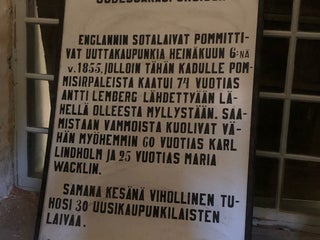 ENGLANNIN SOTALAIVAT POMMITTI-
VAT UUTTAKAUPUNKIA HEINÄKUUN 6:NÄ
V. 1855, JOLLOIN TÄHÄN KADULLE POM-
MISIRPALEISTA KAATUI 74 VUOTIAS
ANTTI LEMBERG LÄHDETTYÄÄN LÄ-
HELLÄ OLLEESTA MYLLYSTÄÄN. SAA-
MISTAAN VAMMOISTA KUOLIVAT VÄ-
HÄN MYÖHEMMIN 60 VUOTIAS KARL
LINDHOLM JA 25 VUOTIAS MARIA
WACKLIN.
SAMANA KESÄNÄ VIHOLLINEN TU-
HOSI 30 UUSIKAUPUNKILAISTEN
LAIVAA.